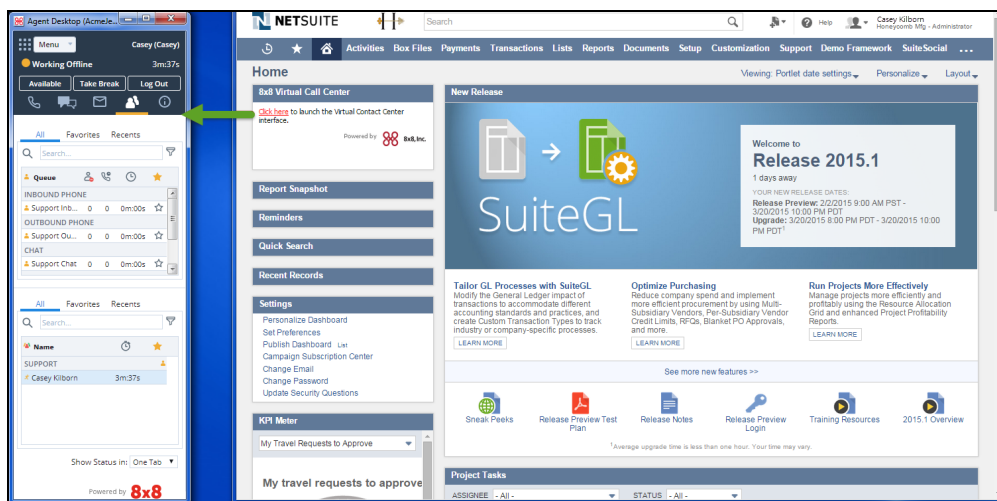 Agent Desktop (AcmeJe...
Menu
Casey (Casey)
Working Offline
3m:37s
Available
Take Break
Log Out
All
Favorites
Recents
Search...
Queue
INBOUND PHONE
Support Inb... 0 0 0m:00s
OUTBOUND PHONE
Support Ou... 0 0 0m:00s
CHAT
Support Chat 0 0 0m:00s
All
Favorites
Recents
Search...
Name
SUPPORT
Casey Kilborn 3m:37s
Show Status in: One Tab
Powered by 8x8
NETSUITE
Search
Help
Casey Kilborn
Honeycomb Mfg - Administrator
Activities Box Files Payments Transactions Lists Reports Documents Setup Customization Support Demo Framework SuiteSocial ...
Home
Viewing: Portlet date settings
Personalize
Layout
8x8 Virtual Call Center
Click here to launch the Virtual Contact Center
interface.
Powered by 8x8, Inc.
Report Snapshot
Reminders
Quick Search
Recent Records
Settings
Personalize Dashboard
Set Preferences
Publish Dashboard List
Campaign Subscription Center
Change Email
Change Password
Update Security Questions
KPI Meter
My Travel Requests to Approve
My travel requests to approve
New Release
SuiteGL
Welcome to
Release 2015.1
1 days away
YOUR NEW RELEASE DATES:
Release Preview: 2/2/2015 9:00 AM PST -
3/20/2015 10:00 PM PDT
Upgrade: 3/20/2015 8:00 PM PDT - 3/20/2015 10:00
PM PDT1
Tailor GL Processes with SuiteGL
Modify the General Ledger impact of
transactions to accommodate different
accounting standards and practices, and
create Custom Transaction Types to track
industry or company-specific processes.
LEARN MORE
Optimize Purchasing
Reduce company spend and implement
more efficient procurement by using Multi-
Subsidiary Vendors, Per-Subsidiary Vendor
Credit Limits, RFQs, Blanket PO Approvals,
and more.
LEARN MORE
Run Projects More Effectively
Manage projects more efficiently and
profitably using the Resource Allocation
Grid and enhanced Project Profitability
Reports.
LEARN MORE
See more new features >>
Sneak Peeks
Release Preview Test
Plan
Release Notes
Release Preview
Login
Training Resources
2015.1 Overview
1Average upgrade time is less than one hour. Your time may vary.
Project Tasks
ASSIGNEE - All -
STATUS - All -